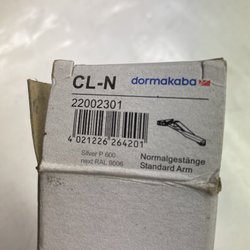 CL-N
dormakaba
22002301
4 021226 264201
Silver P 600
next RAL 9006
Normalgestänge
Standard Arm